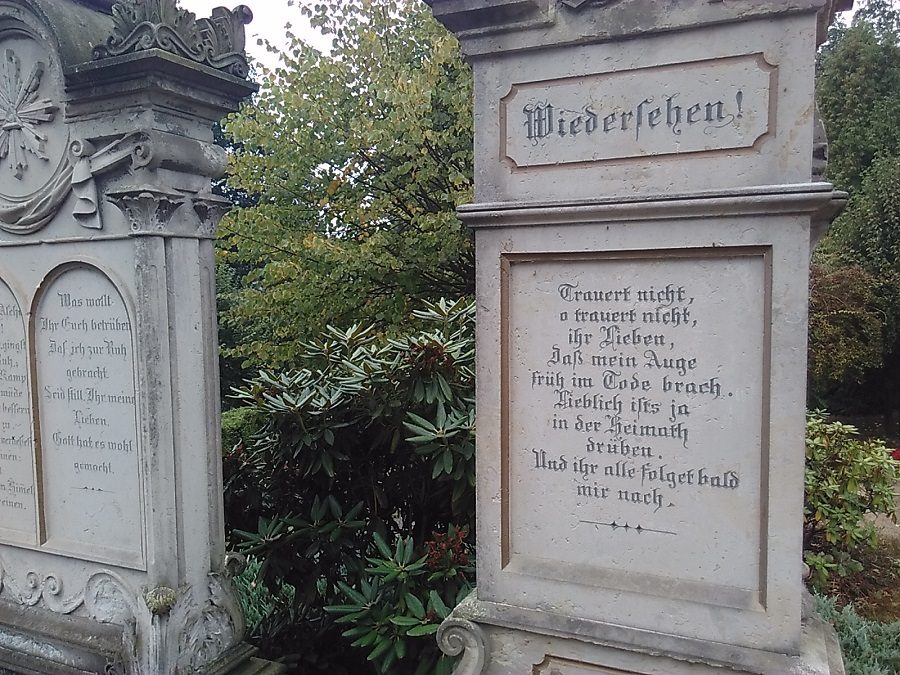 Was wollt
Ihr Euch betrüben
Das ich zur Ruh
gebracht.
Seid still Ihr meine
Lieben,
Gott hat es wohl
gemacht.
Wiedersehen!
Trauert nicht,
o trauert nicht,
ihr Lieben,
Daß mein Auge
früh im Tode brach.
Lieblich ists ja
in der Heimath
drüben.
Und ihr alle folget bald
mir nach.